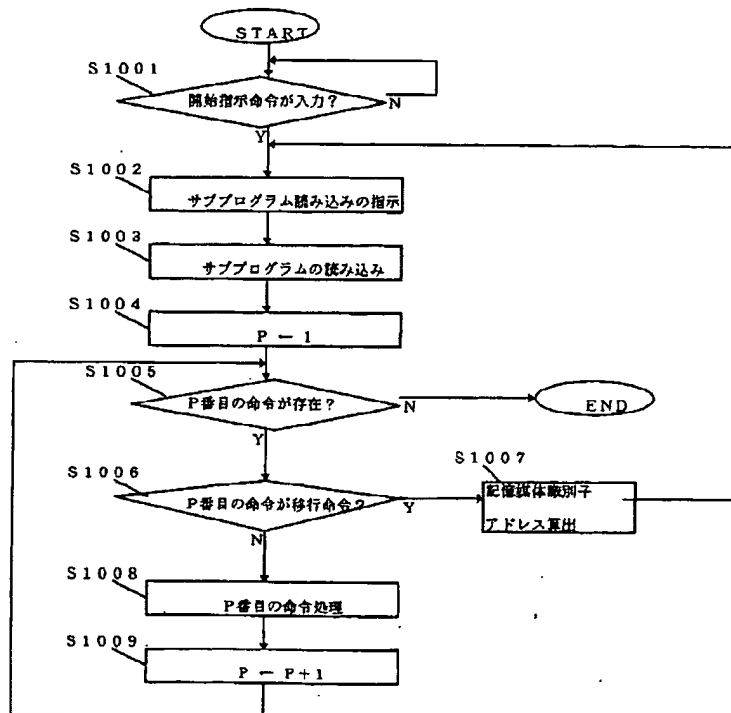 START
S1001
開始指示命令が入力？
N
Y
S1002
サブプログラム読み込みの指示
S1003
サブプログラムの読み込み
S1004
P ← 1
S1005
P番目の命令が存在？
N
END
Y
S1006
P番目の命令が移行命令？
Y
S1007
記憶媒体識別子
アドレス算出
N
S1008
P番目の命令処理
S1009
P ← P+1